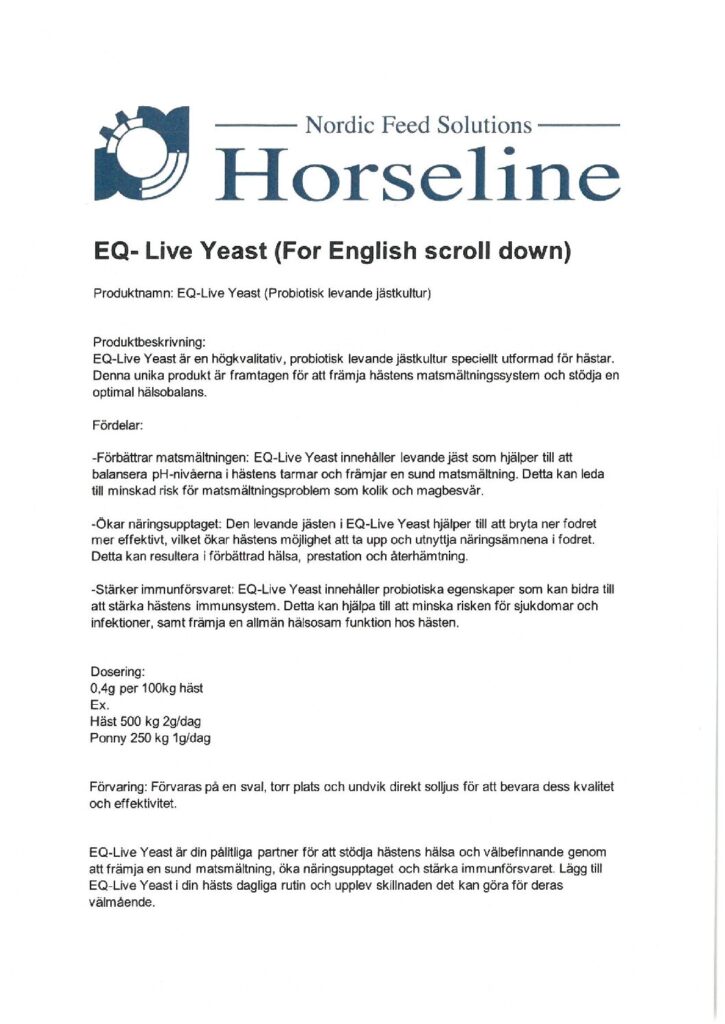 Nordic Feed Solutions
Horseline
EQ- Live Yeast (For English scroll down)
Produktnamn: EQ-Live Yeast (Probiotisk levande jästkultur)
Produktbeskrivning:
EQ-Live Yeast är en högkvalitativ, probiotisk levande jästkultur speciellt utformad för hästar.
Denna unika produkt är framtagen för att främja hästens matsmältningssystem och stödja en
optimal hälsobalans.
Fördelar:
-Förbättrar matsmältningen: EQ-Live Yeast innehåller levande jäst som hjälper till att
balansera pH-nivåerna i hästens tarmar och främjar en sund matsmältning. Detta kan leda
till minskad risk för matsmältningsproblem som kolik och magbesvär.
-Ökar näringsupptaget: Den levande jästen i EQ-Live Yeast hjälper till att bryta ner fodret
mer effektivt, vilket ökar hästens möjlighet att ta upp och utnyttja näringsämnena i fodret.
Detta kan resultera i förbättrad hälsa, prestation och återhämtning.
-Stärker immunförsvaret: EQ-Live Yeast innehåller probiotiska egenskaper som kan bidra till
att stärka hästens immunsystem. Detta kan hjälpa till att minska risken för sjukdomar och
infektioner, samt främja en allmän hälsosam funktion hos hästen.
Dosering:
0,4g per 100kg häst
Ex.
Häst 500 kg 2g/dag
Ponny 250 kg 1g/dag
Förvaring: Förvaras på en sval, torr plats och undvik direkt solljus för att bevara dess kvalitet
och effektivitet.
EQ-Live Yeast är din pålitliga partner för att stödja hästens hälsa och välbefinnande genom
att främja en sund matsmältning, öka näringsupptaget och stärka immunförsvaret. Lägg till
EQ-Live Yeast i din hästs dagliga rutin och upplev skillnaden det kan göra för deras
välmående.